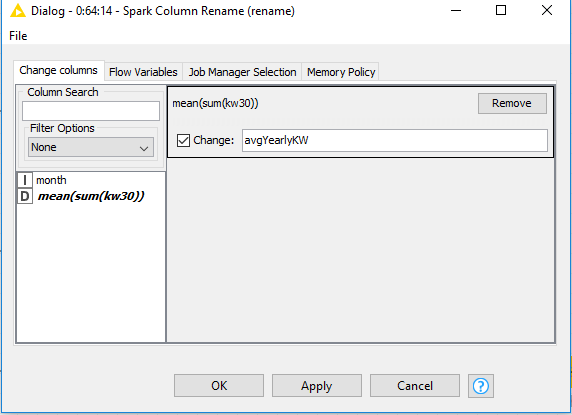 Dialog - 0:64:14 - Spark Column Rename (rename)
File
Change columns Flow Variables Job Manager Selection Memory Policy
Column Search
Filter Options
None
I month
D mean(sum(kw30))
mean(sum(kw30)) Remove
Change: avgYearlyKW
OK Apply Cancel ?